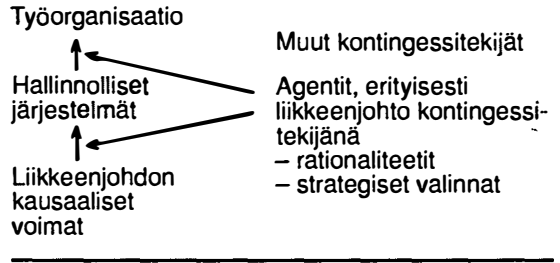 Työorganisaatio
Hallinnolliset
järjestelmät
Liikkeenjohdon
kausaaliset
voimat
Muut kontingessitekijät
Agentit, erityisesti
liikkeenjohto kontingessi-
tekijänä
– rationaliteetit
– strategiset valinnat